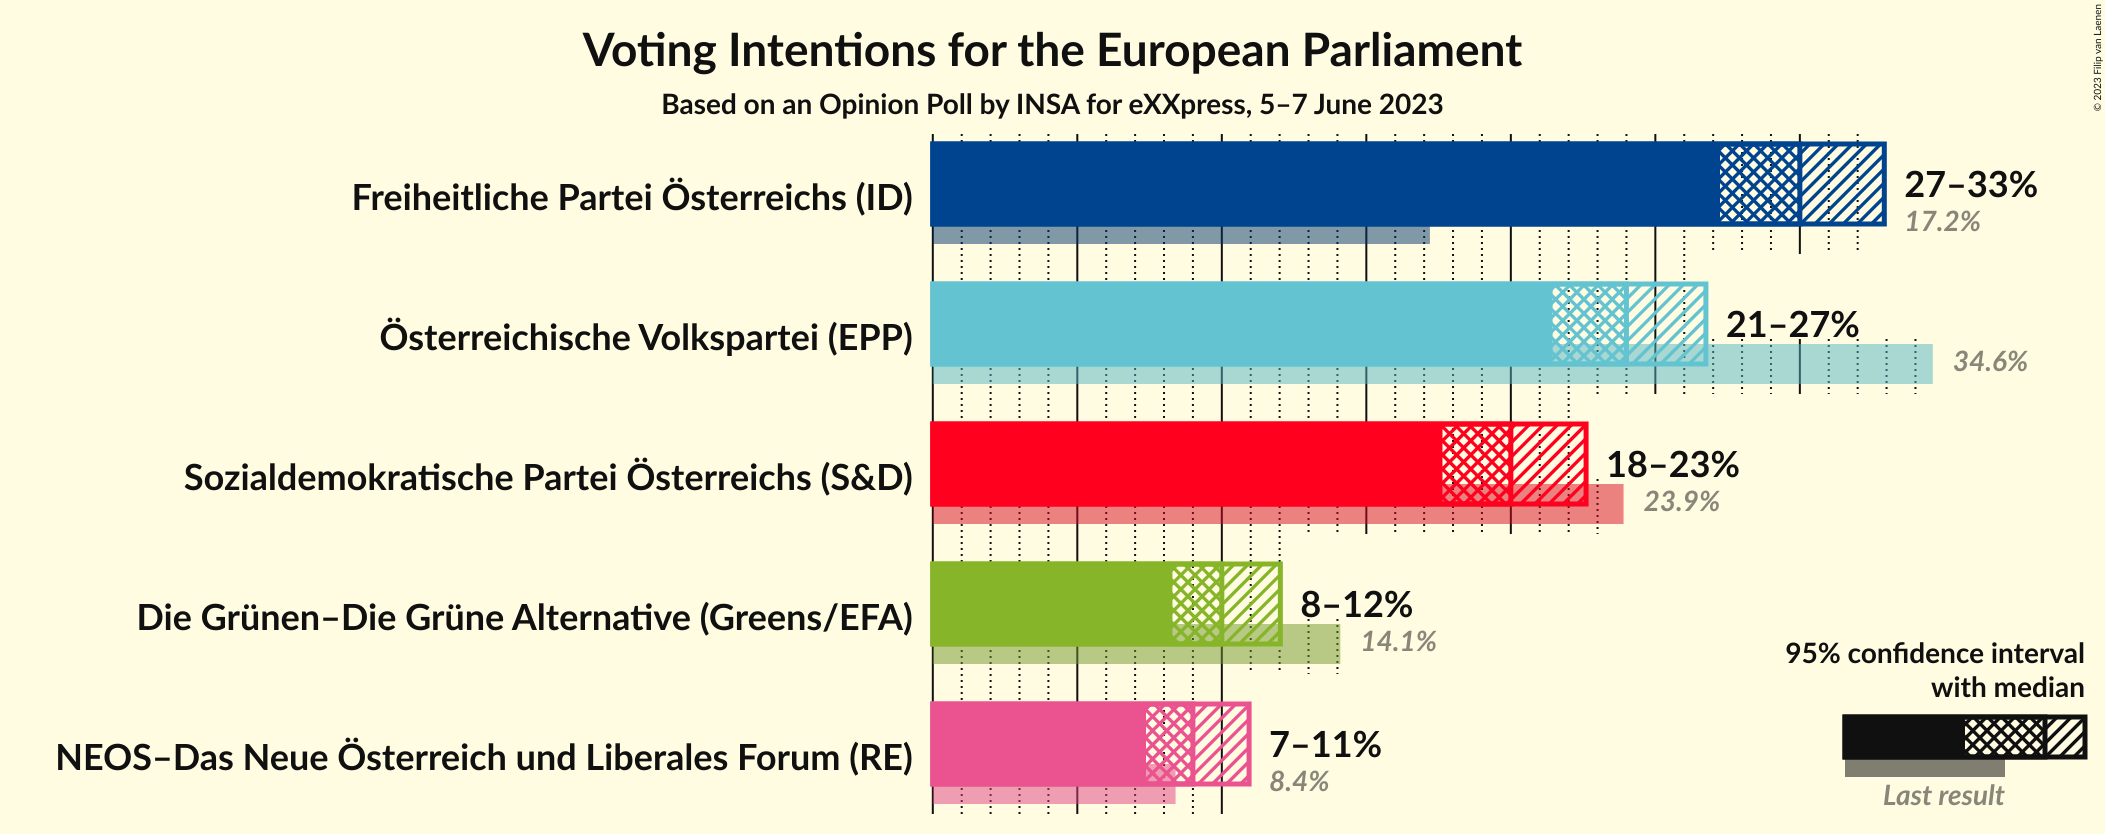 Voting Intentions for the European Parliament
Based on an Opinion Poll by INSA for eXXpress, 5–7 June 2023
© 2023 Filip van Laenen
Freiheitliche Partei Österreichs (ID)
27–33%
17.2%
Österreichische Volkspartei (EPP)
21–27%
34.6%
Sozialdemokratische Partei Österreichs (S&D)
18–23%
23.9%
Die Grünen–Die Grüne Alternative (Greens/EFA)
8–12%
14.1%
NEOS–Das Neue Österreich und Liberales Forum (RE)
7–11%
8.4%
95% confidence interval
with median
Last result